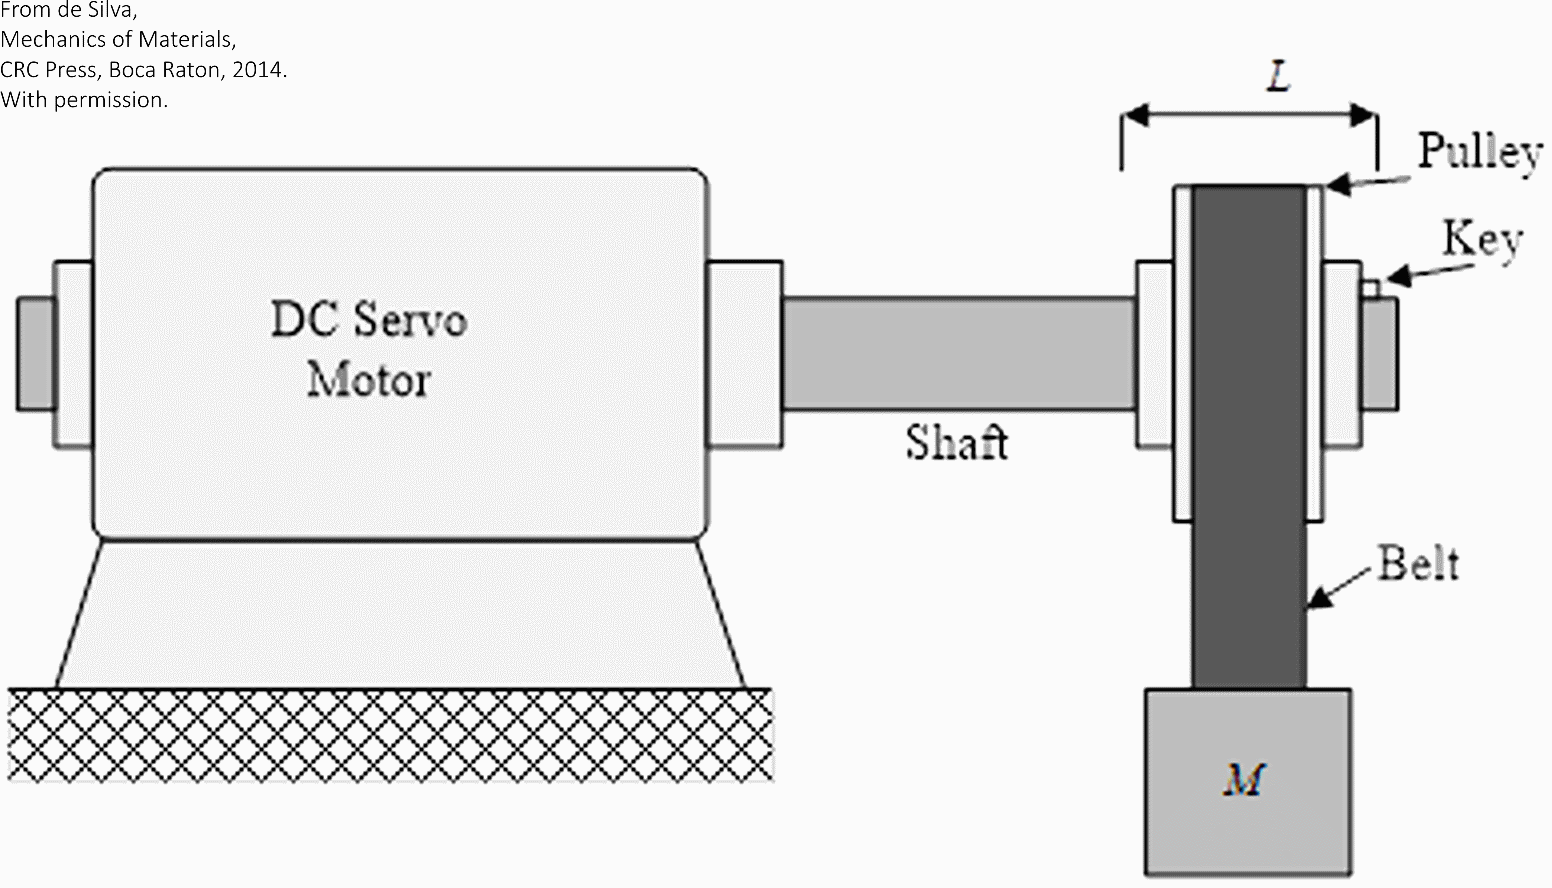 From de Silva,
Mechanics of Materials,
CRC Press, Boca Raton, 2014.
With permission.
L
Pulley
Key
DC Servo
Motor
Shaft
Belt
M